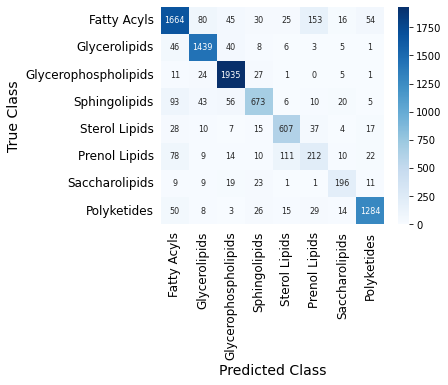 True Class
Fatty Acyls 1664 80 45 30 25 153 16 54
Glycerolipids 46 1439 40 8 6 3 5 1
Glycerophospholipids 11 24 1935 27 1 0 5 1
Sphingolipids 93 43 56 673 6 10 20 5
Sterol Lipids 28 10 7 15 607 37 4 17
Prenol Lipids 78 9 14 10 111 212 10 22
Saccharolipids 9 9 19 23 1 1 196 11
Polyketides 50 8 3 26 15 29 14 1284
Fatty Acyls
Glycerolipids
Glycerophospholipids
Sphingolipids
Sterol Lipids
Prenol Lipids
Saccharolipids
Polyketides
Predicted Class
1750
1500
1250
1000
750
500
250
0